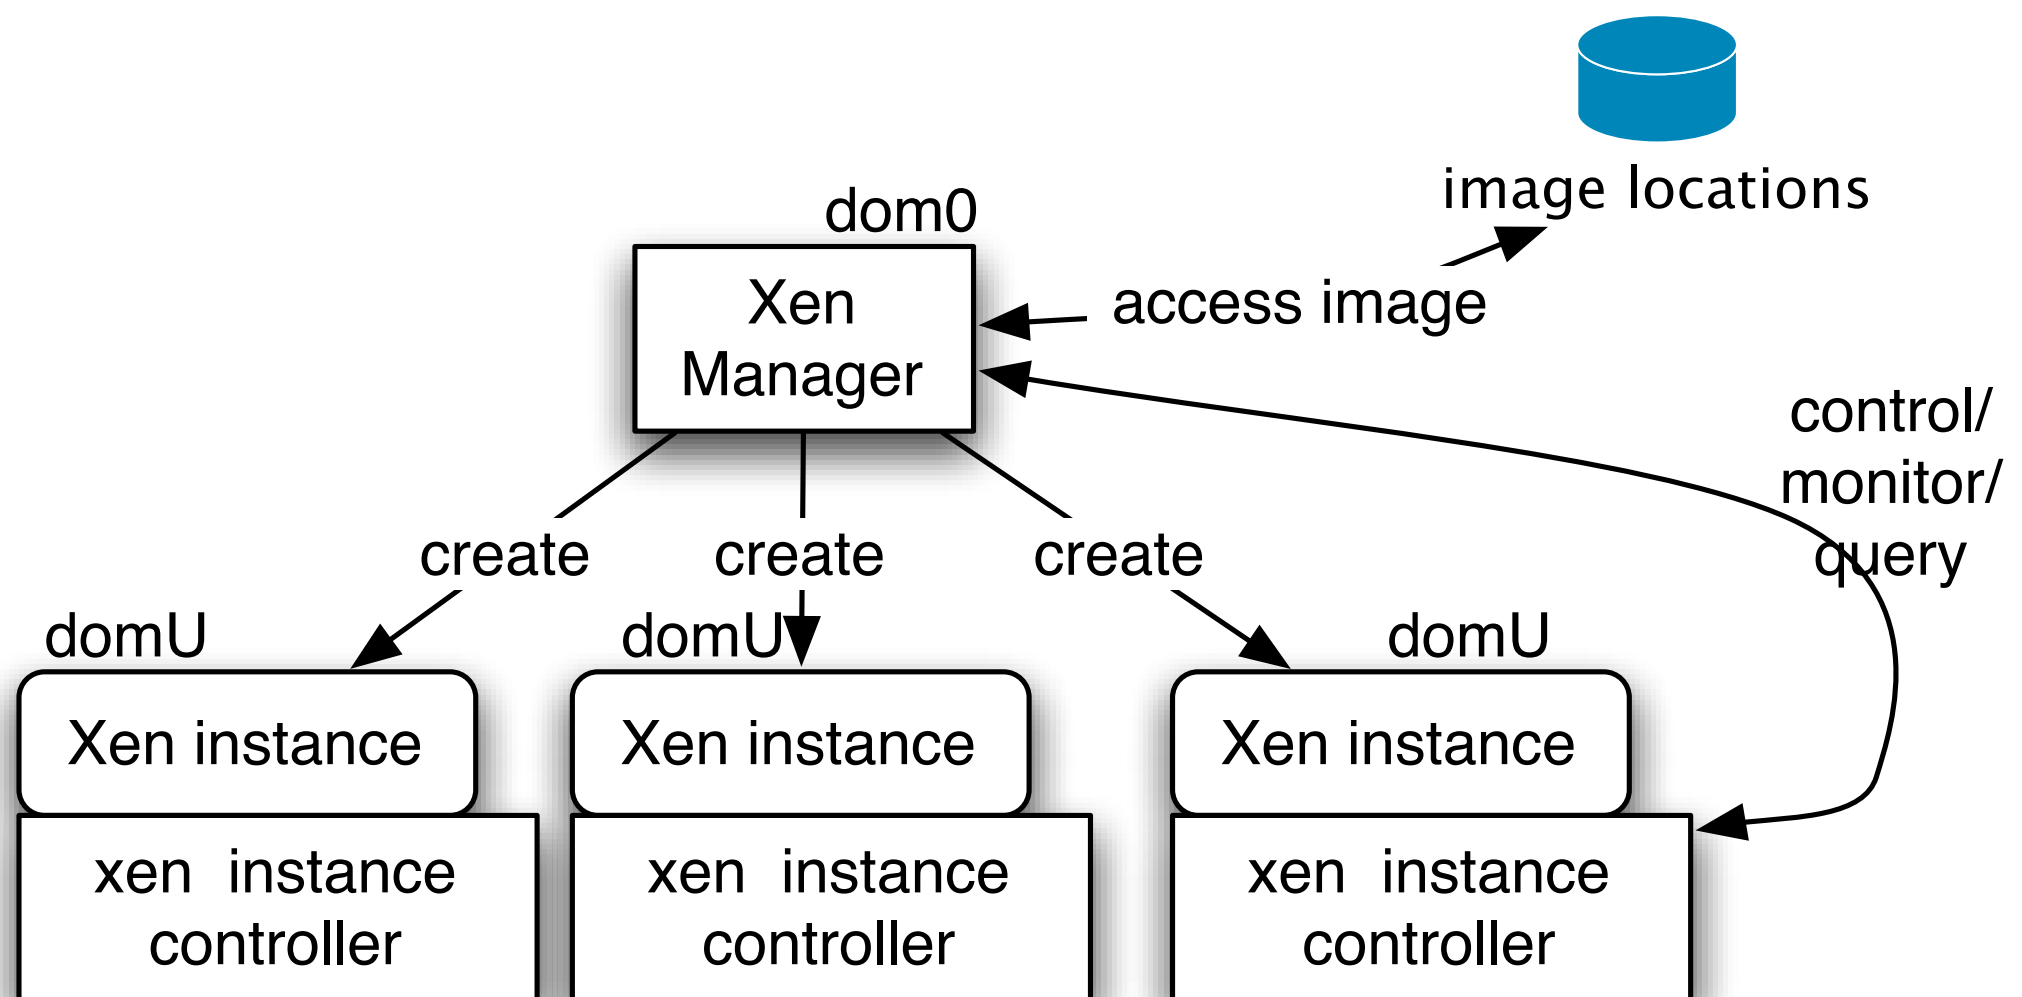 image locations
dom0
Xen
Manager
access image
control/
monitor/
query
create create create
domU domU domU
Xen instance Xen instance Xen instance
xen instance xen instance xen instance
controller controller controller